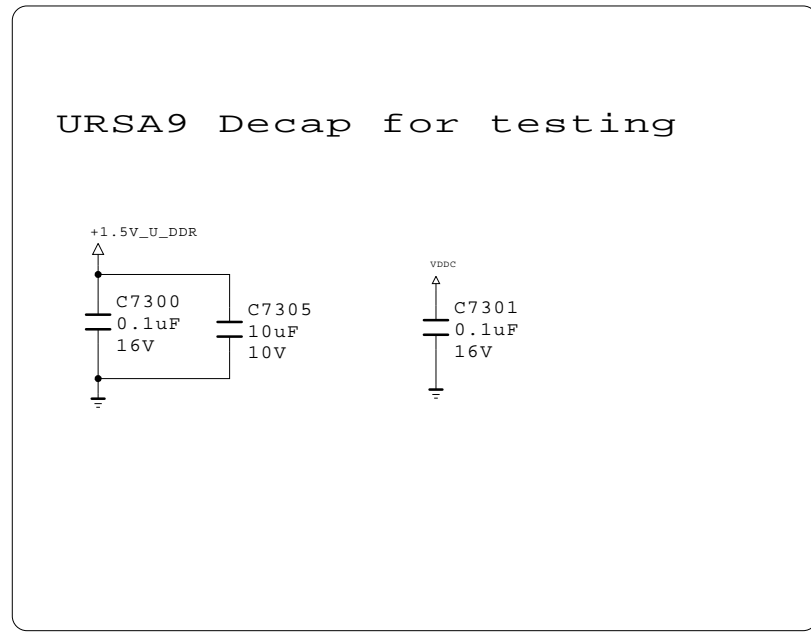 URSA9 Decap for testing
+1.5V_U_DDR
C7300
0.1uF
16V
C7305
10uF
10V
VDDC
C7301
0.1uF
16V